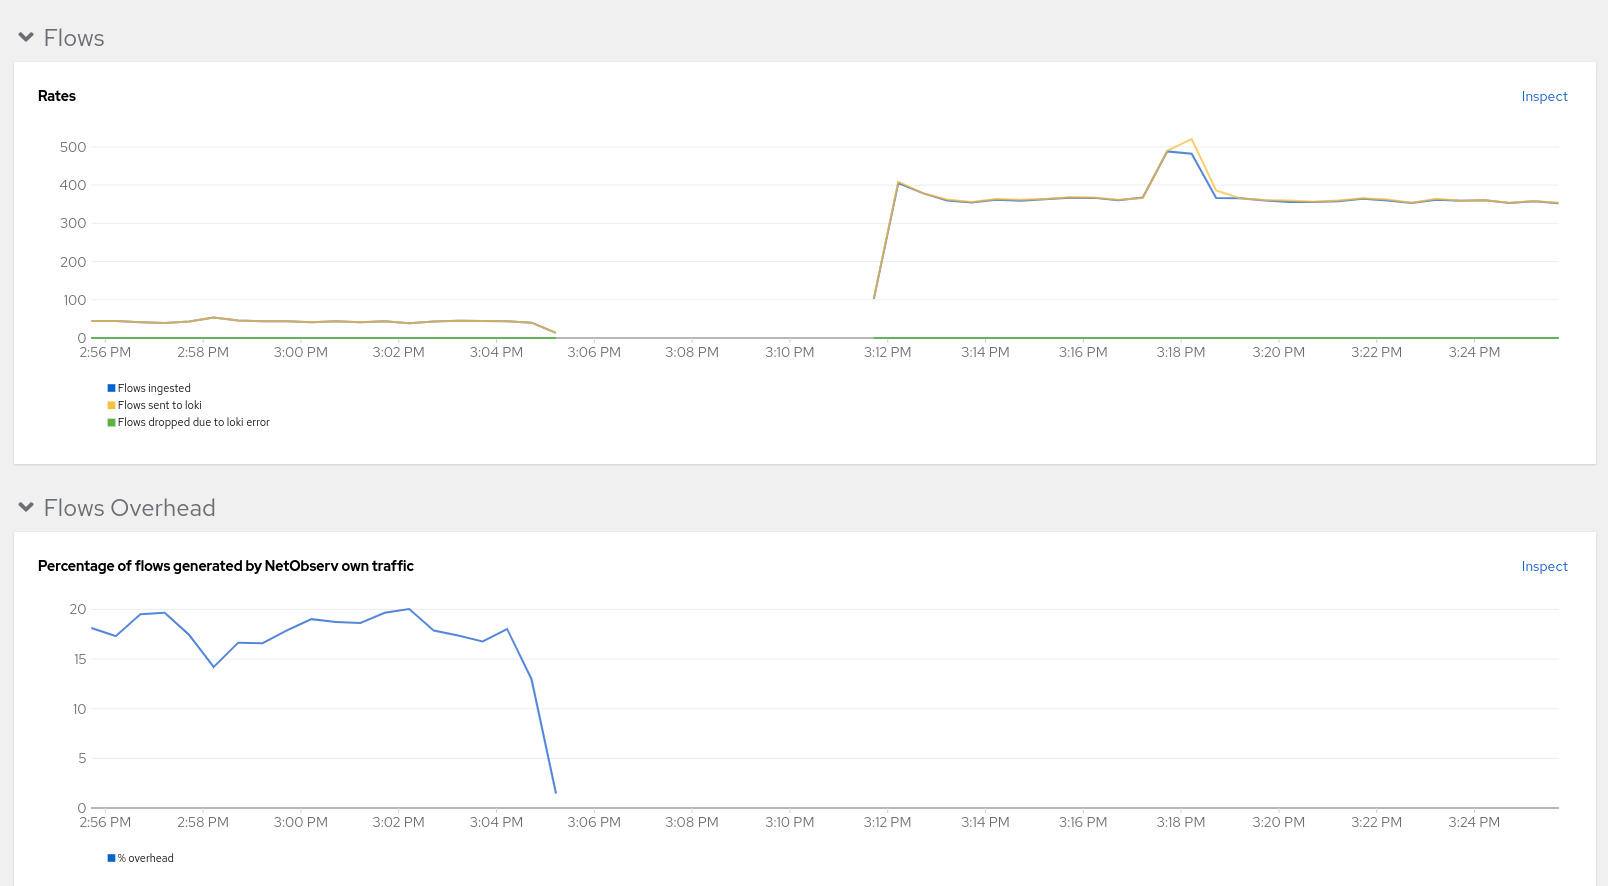 Flows
Rates
Inspect
500
400
300
200
100
0
2:56 PM 2:58 PM 3:00 PM 3:02 PM 3:04 PM 3:06 PM 3:08 PM 3:10 PM 3:12 PM 3:14 PM 3:16 PM 3:18 PM 3:20 PM 3:22 PM 3:24 PM
Flows ingested
Flows sent to loki
Flows dropped due to loki error
Flows Overhead
Percentage of flows generated by NetObserv own traffic
Inspect
20
15
10
5
0
2:56 PM 2:58 PM 3:00 PM 3:02 PM 3:04 PM 3:06 PM 3:08 PM 3:10 PM 3:12 PM 3:14 PM 3:16 PM 3:18 PM 3:20 PM 3:22 PM 3:24 PM
% overhead